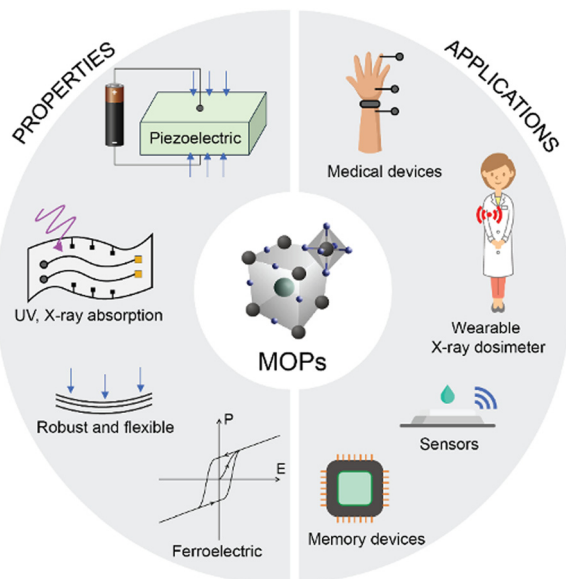 PROPERTIES
Piezoelectric
UV, X-ray absorption
Robust and flexible
P
E
Ferroelectric
MOPs
APPLICATIONS
Medical devices
Wearable
X-ray dosimeter
Sensors
Memory devices